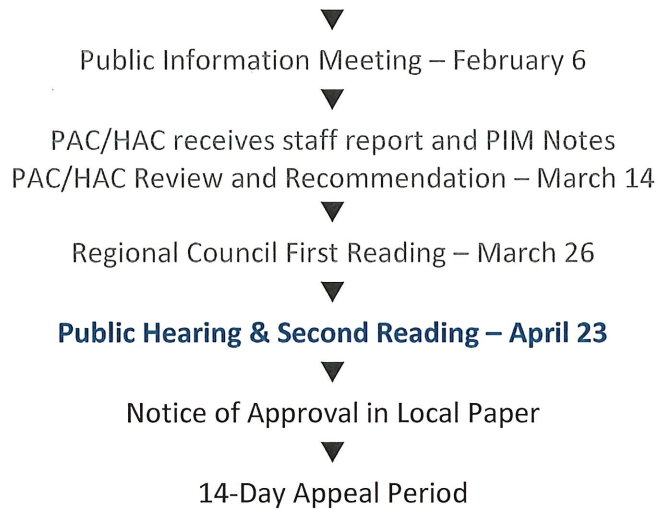 Public Information Meeting – February 6
PAC/HAC receives staff report and PIM Notes
PAC/HAC Review and Recommendation – March 14
Regional Council First Reading – March 26
Public Hearing & Second Reading – April 23
Notice of Approval in Local Paper
14-Day Appeal Period